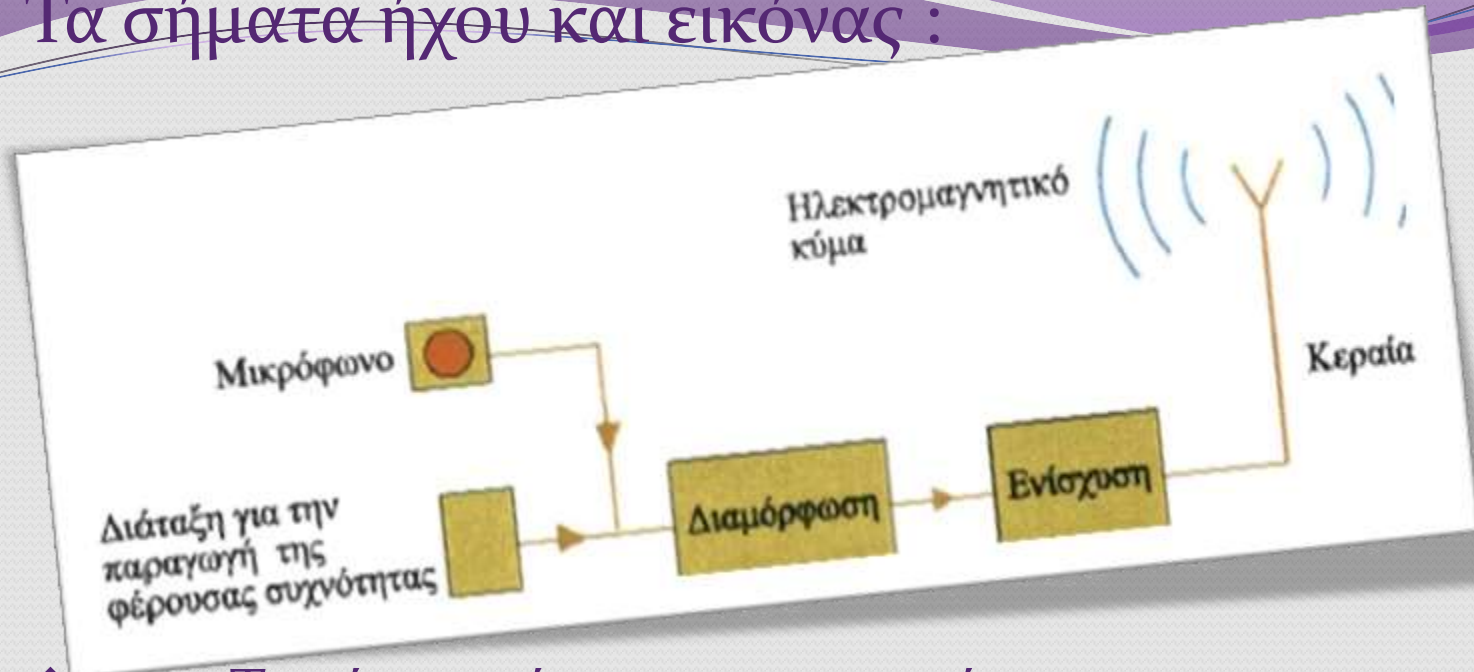 Τα σήματα ήχου και εικόνας :
Ηλεκτρομαγνητικό
κύμα
Μικρόφωνο
Κεραία
Διαμόρφωση
Ενίσχυση
Διάταξη για την
παραγωγή της
φέρουσας συχνότητας